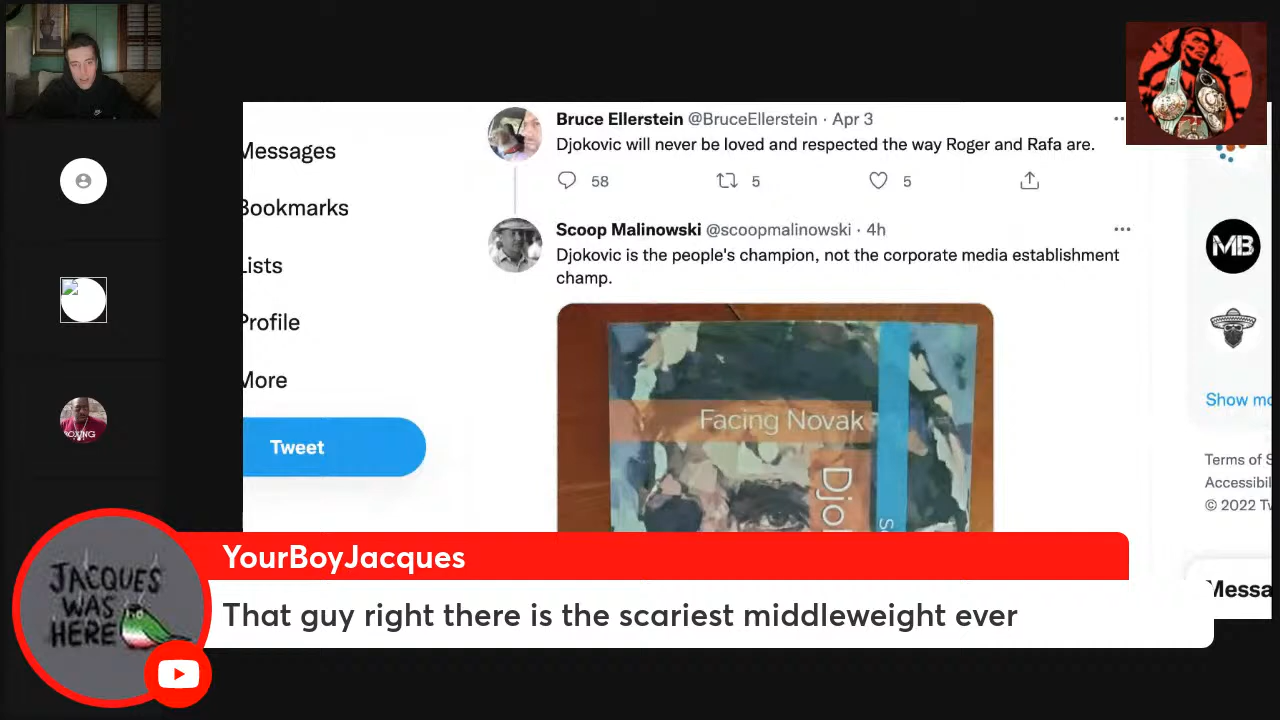 Bruce Ellerstein @BruceEllerstein · Apr 3
Djokovic will never be loved and respected the way Roger and Rafa are.
58 5 5
Scoop Malinowski @scoopmalinowski · 4h
Djokovic is the people's champion, not the corporate media establishment
champ.
Messages
Bookmarks
Lists
Profile
More
Tweet
Facing Novak
Djok
MB
Show mo
Terms of S
Accessibil
© 2022 Tw
Messa
OXNG
JACQUES
WAS
HERE
YourBoyJacques
That guy right there is the scariest middleweight ever